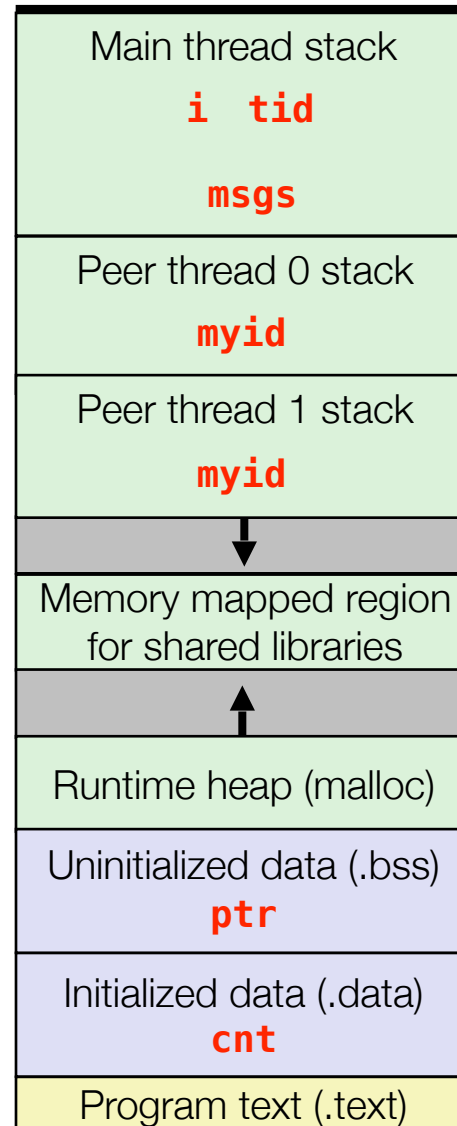 Main thread stack
i tid
msgs
Peer thread 0 stack
myid
Peer thread 1 stack
myid
Memory mapped region
for shared libraries
Runtime heap (malloc)
Uninitialized data (.bss)
ptr
Initialized data (.data)
cnt
Program text (.text)